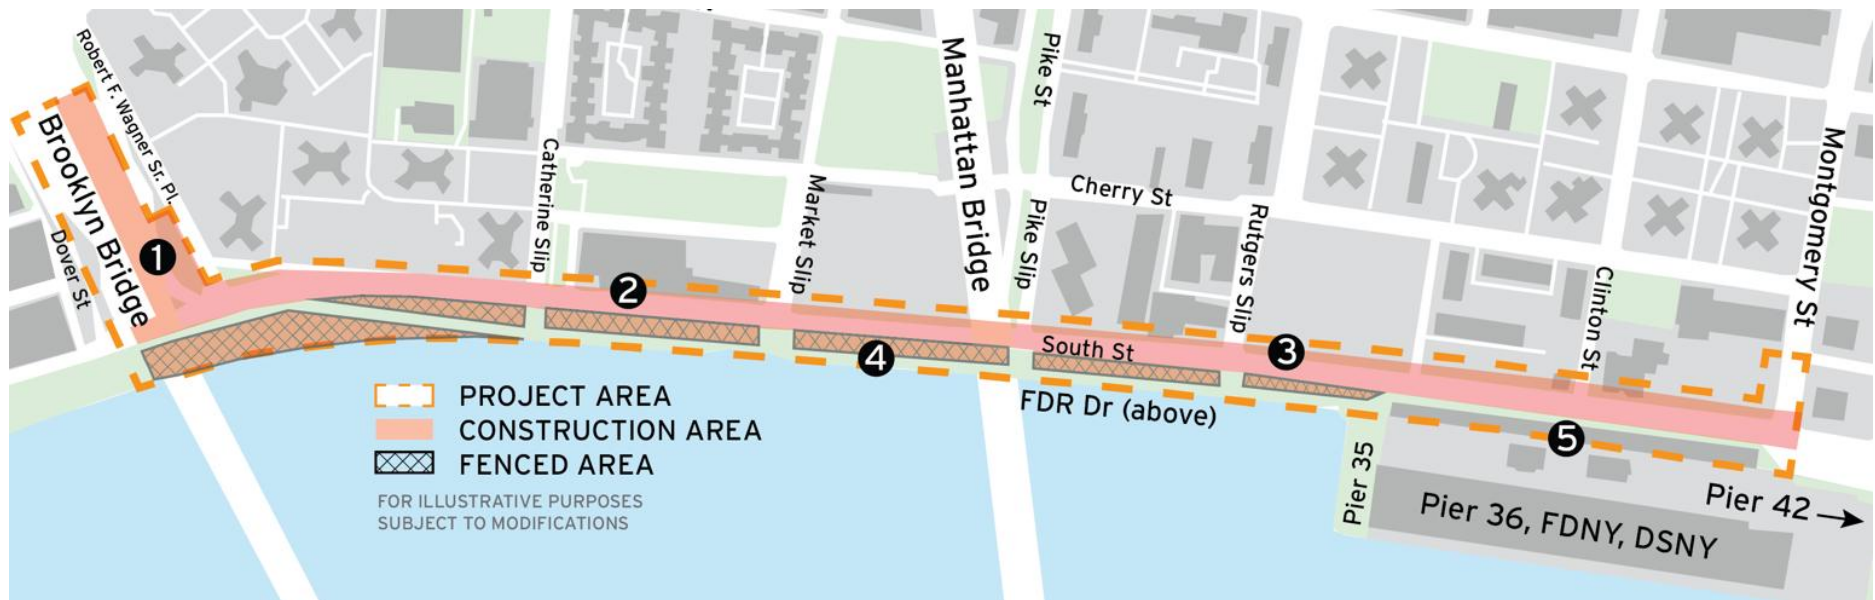 Robert F. Wagner Sr. Pl.
Brooklyn Bridge
Dover St
1
Catherine Slip
2
Market Slip
Manhattan Bridge
Pike St
Pike Slip
Cherry St
Rutgers Slip
3
Clinton St
Montgomery St
4
South St
FDR Dr (above)
5
Pier 35
Pier 36, FDNY, DSNY
Pier 42
PROJECT AREA
CONSTRUCTION AREA
FENCED AREA
FOR ILLUSTRATIVE PURPOSES
SUBJECT TO MODIFICATIONS